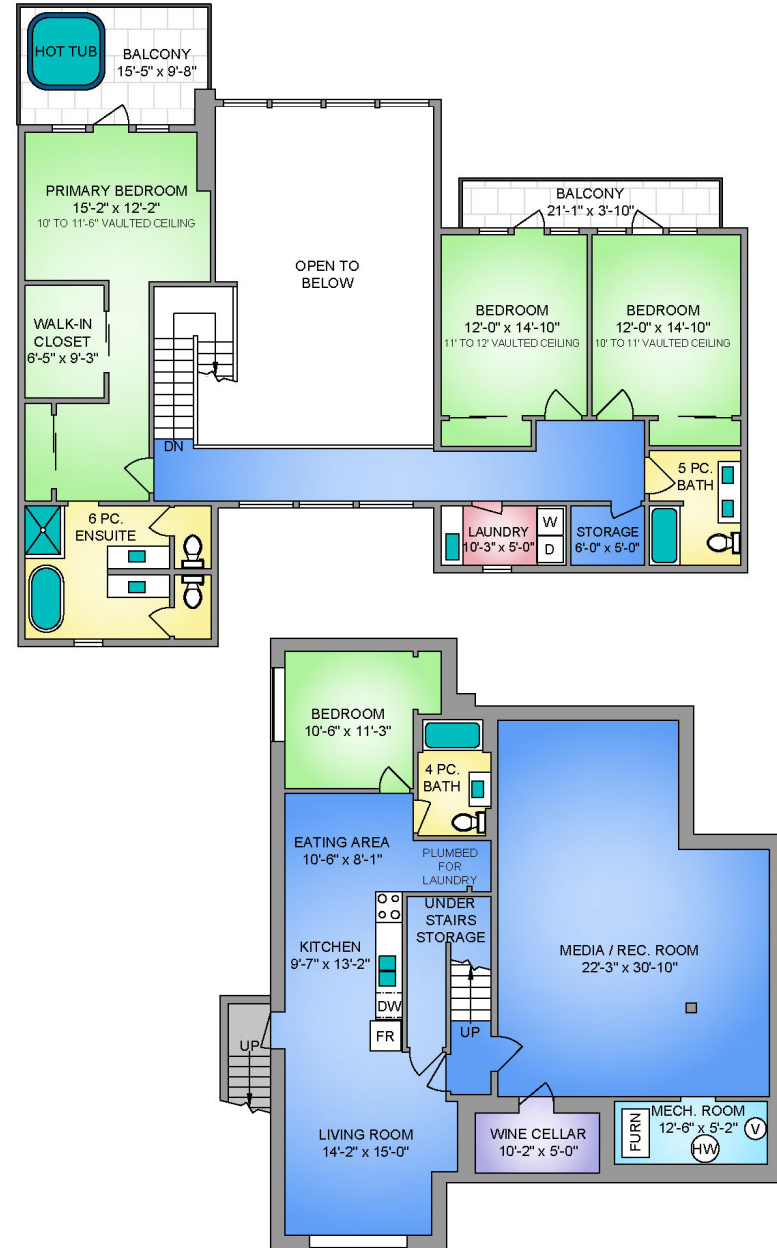 HOT TUB
BALCONY
15'-5" x 9'-8"
PRIMARY BEDROOM
15'-2" x 12'-2"
10' TO 11'-6" VAULTED CEILING
OPEN TO
BELOW
BALCONY
21'-1" x 3'-10"
BEDROOM
12'-0" x 14'-10"
11' TO 12' VAULTED CEILING
BEDROOM
12'-0" x 14'-10"
10' TO 11' VAULTED CEILING
WALK-IN
CLOSET
6'-5" x 9'-3"
DN
5 PC.
BATH
6 PC.
ENSUITE
LAUNDRY
10'-3" x 5'-0"
W
D
STORAGE
6'-0" x 5'-0"
BEDROOM
10'-6" x 11'-3"
4 PC.
BATH
EATING AREA
10'-6" x 8'-1"
PLUMBED
FOR
LAUNDRY
UNDER
STAIRS
STORAGE
KITCHEN
9'-7" x 13'-2"
DW
FR
UP
UP
MEDIA / REC. ROOM
22'-3" x 30'-10"
LIVING ROOM
14'-2" x 15'-0"
WINE CELLAR
10'-2" x 5'-0"
FURN
MECH. ROOM
12'-6" x 5'-2"
HW
V